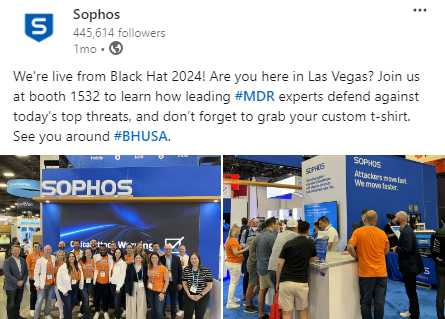 Sophos
445,614 followers
1mo •
We're live from Black Hat 2024! Are you here in Las Vegas? Join us
at booth 1532 to learn how leading #MDR experts defend against
today's top threats, and don't forget to grab your custom t-shirt.
See you around #BHUSA.
SOPHOS
SOPHOS
Attackers move fast.
We move faster.
SOPHOS